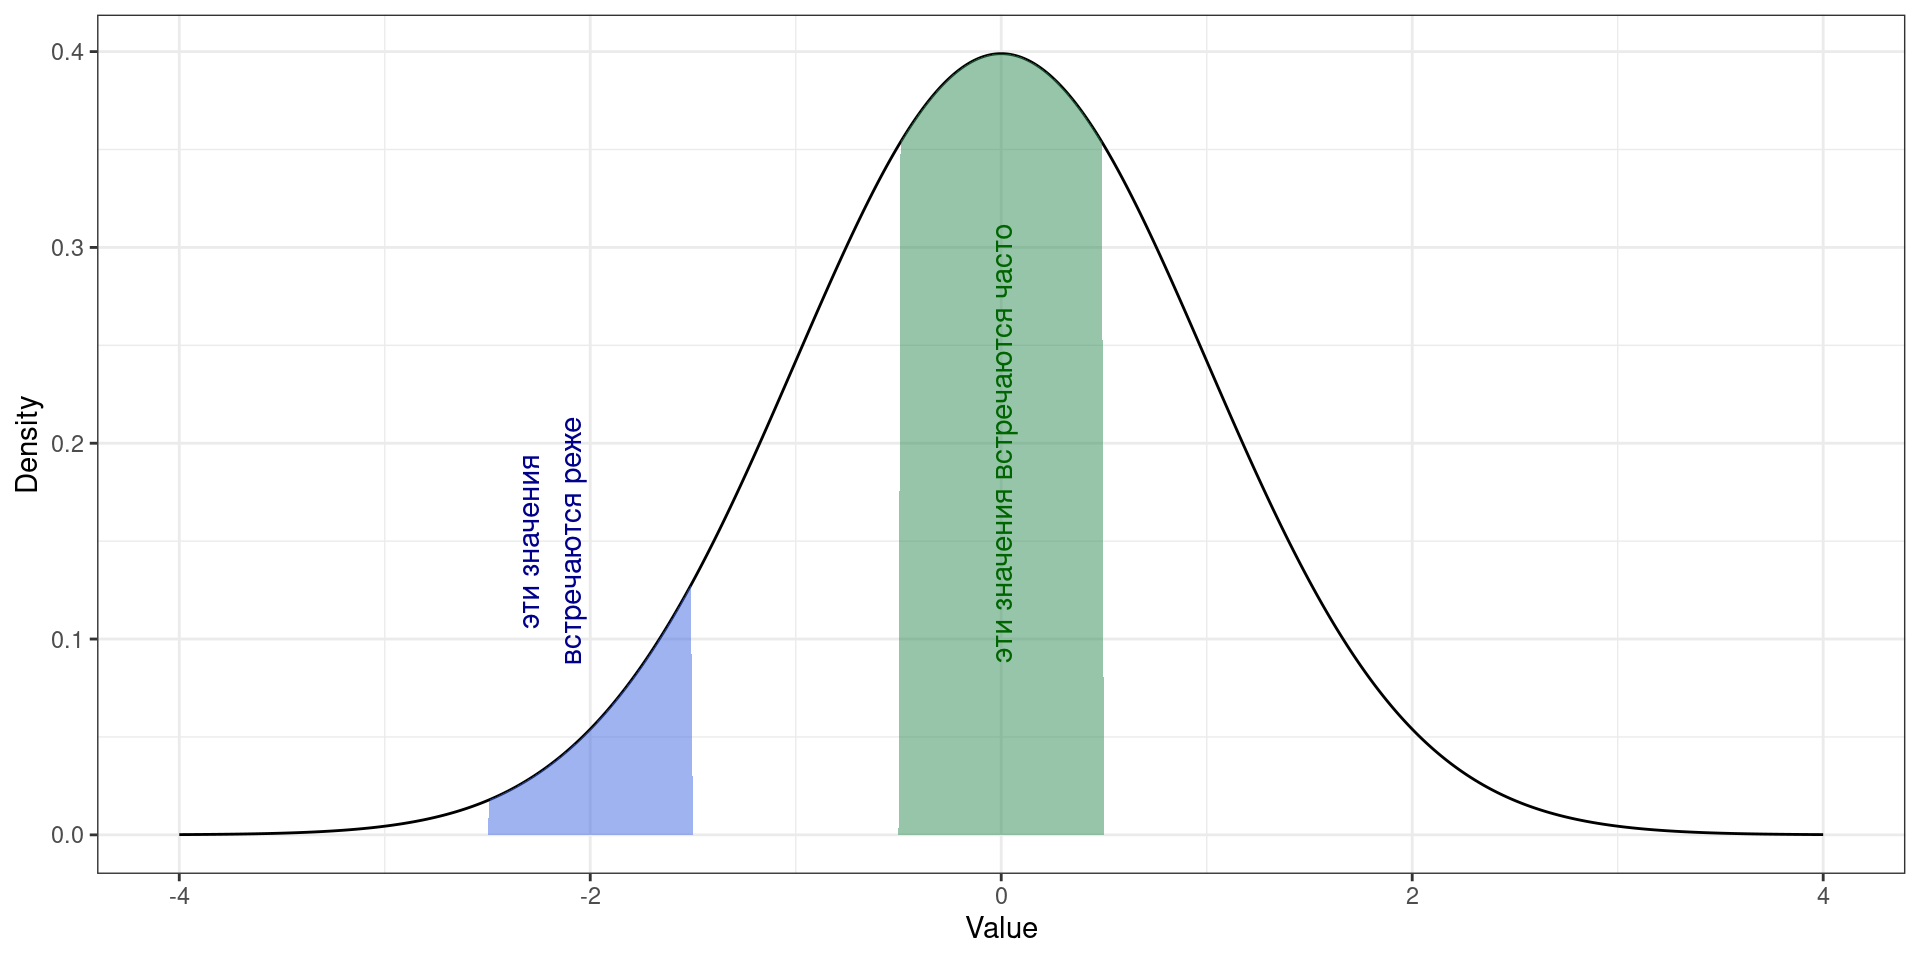 0.4
0.3
0.2
0.1
0.0
Density
эти значения
встречаются реже
эти значения встречаются часто
-4
-2
0
2
4
Value